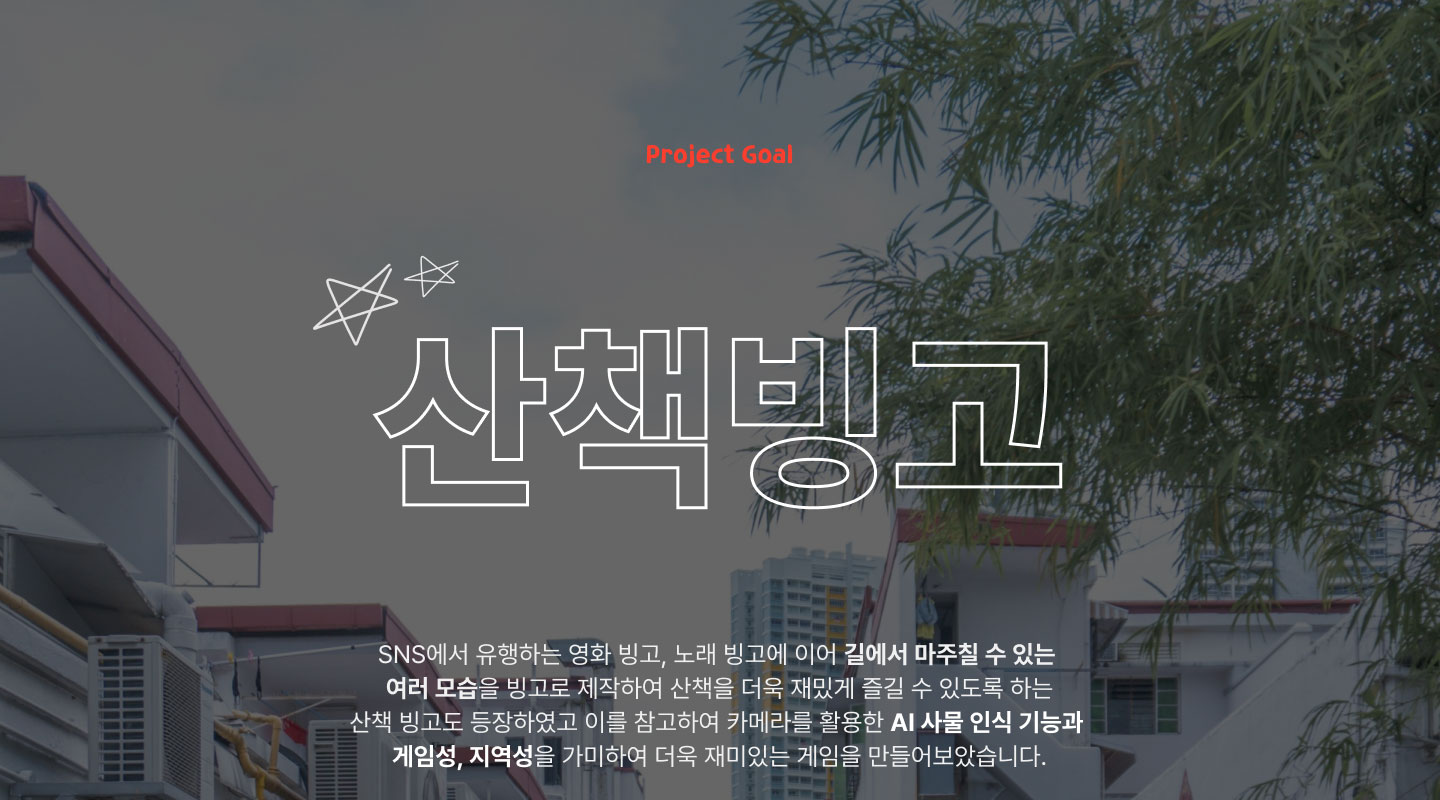 Project Goal
산책빙고
SNS에서 유행하는 영화 빙고, 노래 빙고에 이어 길에서 마주칠 수 있는
여러 모습을 빙고로 제작하여 산책을 더욱 재밌게 즐길 수 있도록 하는
산책 빙고도 등장하였고 이를 참고하여 카메라를 활용한 AI 사물 인식 기능과
게임성, 지역성을 가미하여 더욱 재미있는 게임을 만들어보았습니다.